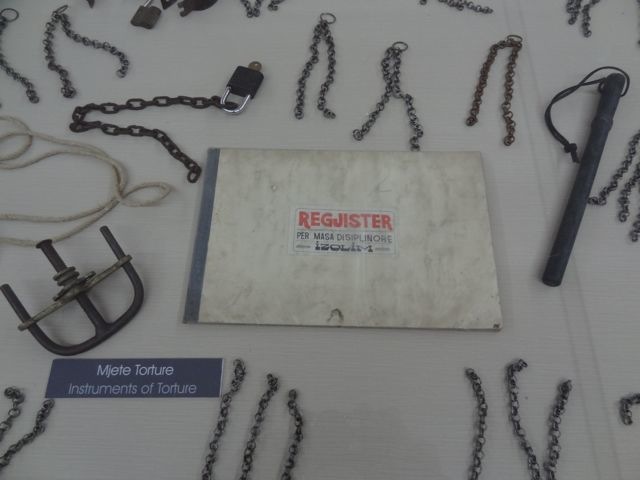 REGJISTER
PER MASA DISIPLINORE
IZOLIM
Mjete Torture
Instruments of Torture